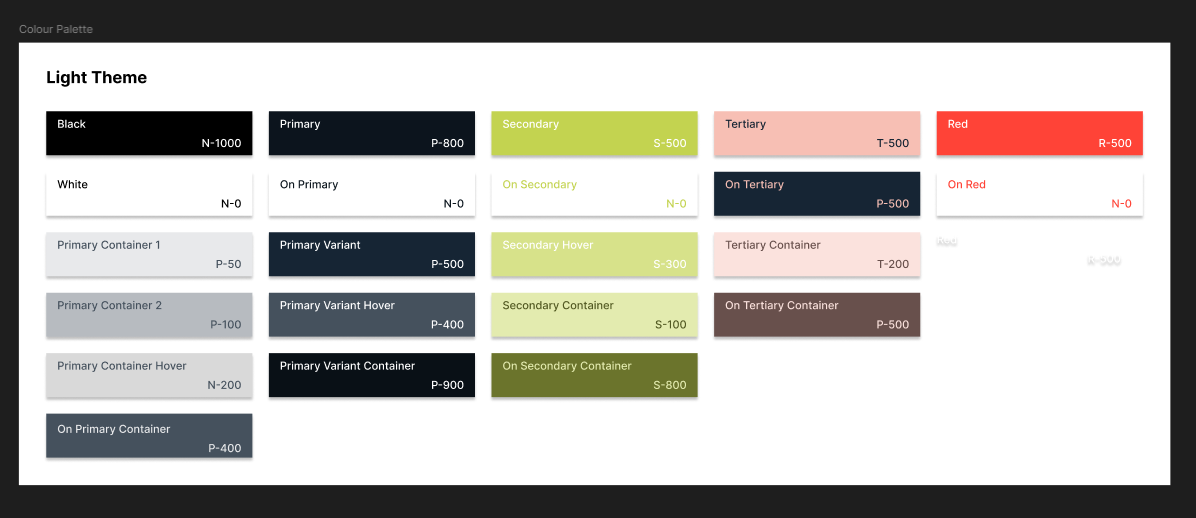 Colour Palette
Light Theme
Black
N-1000
Primary
P-800
Secondary
S-500
Tertiary
T-500
Red
R-500
White
N-0
On Primary
N-0
On Secondary
N-0
On Tertiary
P-500
On Red
N-0
Primary Container 1
P-50
Primary Variant
P-500
Secondary Hover
S-300
Tertiary Container
T-200
Red
R-500
Primary Container 2
P-100
Primary Variant Hover
P-400
Secondary Container
S-100
On Tertiary Container
P-500
Primary Container Hover
N-200
Primary Variant Container
P-900
On Secondary Container
S-800
On Primary Container
P-400